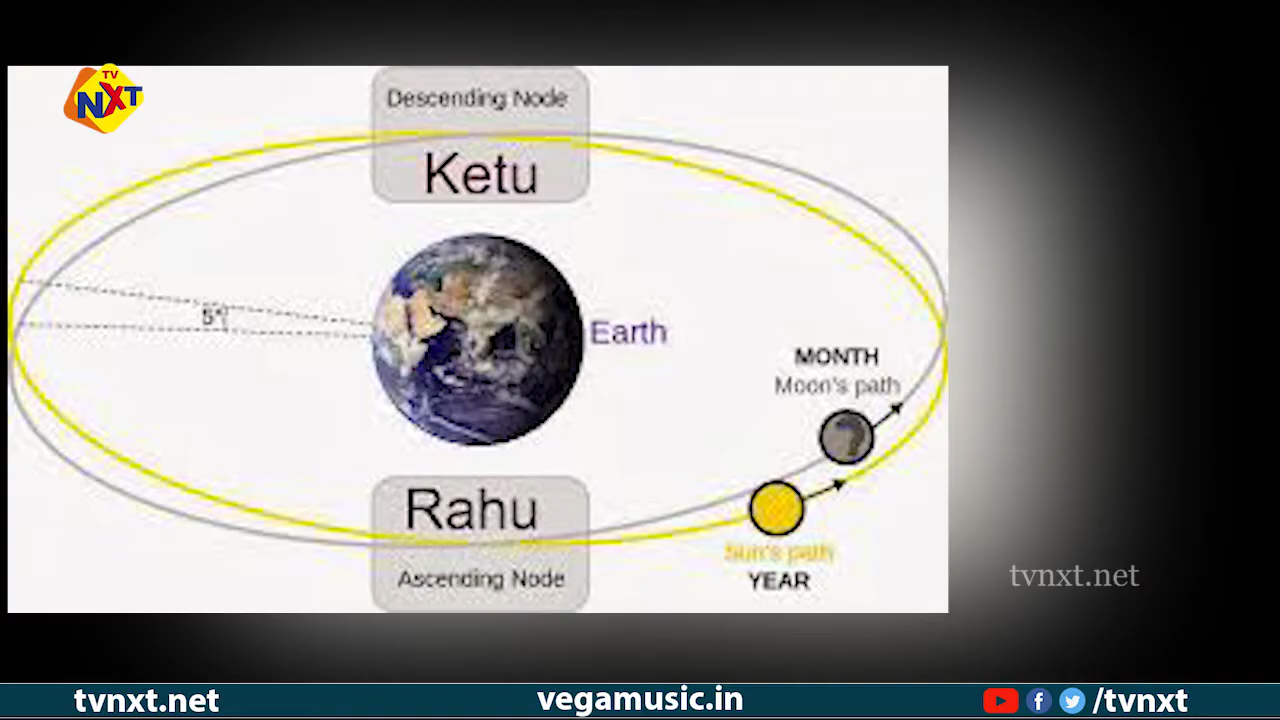 TV
NXT
Descending Node
Ketu
5°
Earth
MONTH
Moon's path
Rahu
Ascending Node
Sun's path
YEAR
tvnxt.net
tvnxt.net
vegamusic.in
/tvnxt